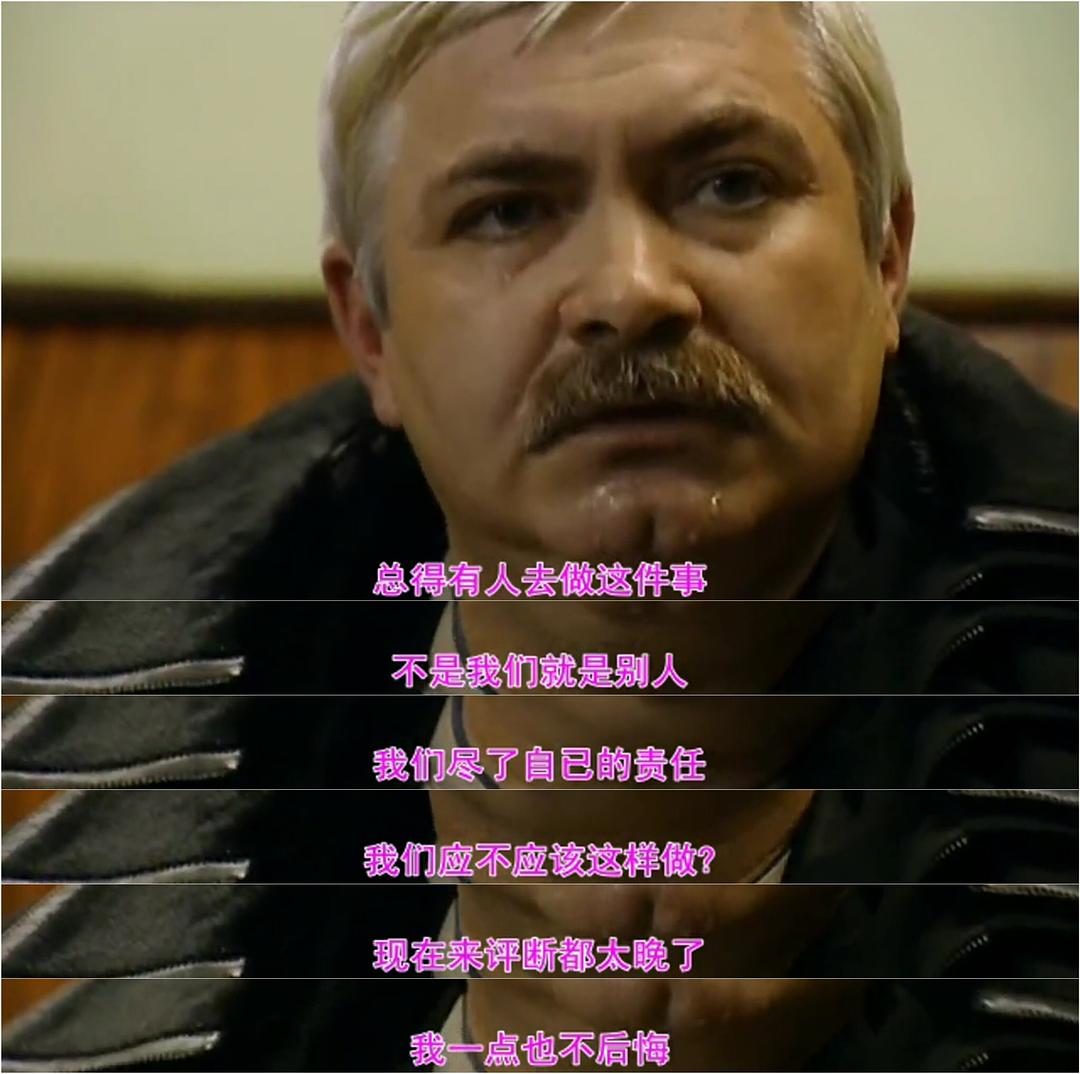 总得有人去做这件事
不是我们就是别人
我们尽了自己的责任
我们应不应该这样做?
现在来评断都太晚了
我一点也不后悔